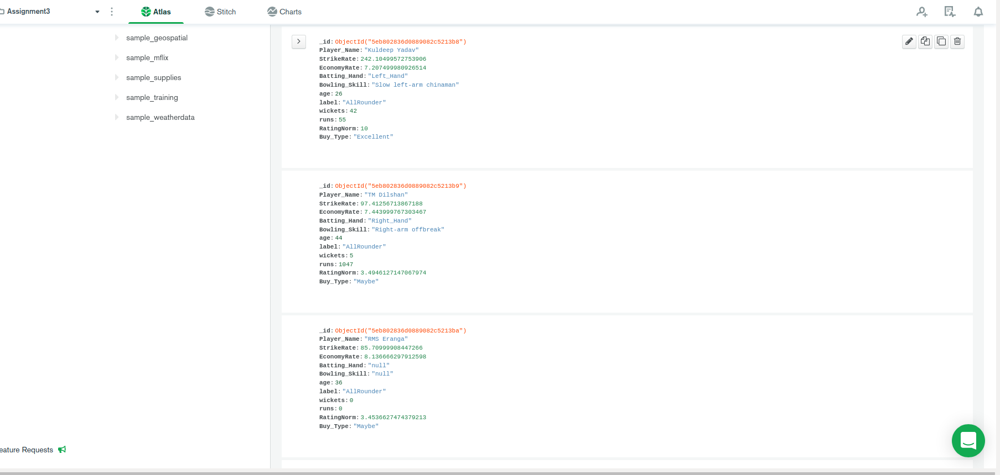 Assignment3
Atlas
Stitch
Charts
sample_geospatial
sample_mflix
sample_supplies
sample_training
sample_weatherdata
_id: ObjectId("5eb802836d0889082c5213b8")
Player_Name: "Kuldeep Yadav"
StrikeRate: 242.10499572753906
EconomyRate: 7.207499980926514
Batting_Hand: "Left_Hand"
Bowling_Skill: "Slow left-arm chinaman"
age: 26
label: "AllRounder"
wickets: 42
runs: 55
RatingNorm: 10
Buy_Type: "Excellent"
_id: ObjectId("5eb802836d0889082c5213b9")
Player_Name: "TM Dilshan"
StrikeRate: 97.41256713867188
EconomyRate: 7.443999767303467
Batting_Hand: "Right_Hand"
Bowling_Skill: "Right-arm offbreak"
age: 44
label: "AllRounder"
wickets: 5
runs: 1047
RatingNorm: 3.4946127147067974
Buy_Type: "Maybe"
_id: ObjectId("5eb802836d0889082c5213ba")
Player_Name: "RMS Eranga"
StrikeRate: 85.70999908447266
EconomyRate: 8.136666297912598
Batting_Hand: "null"
Bowling_Skill: "null"
age: 36
label: "AllRounder"
wickets: 0
runs: 0
RatingNorm: 3.4536627474379213
Buy_Type: "Maybe"
eature Requests